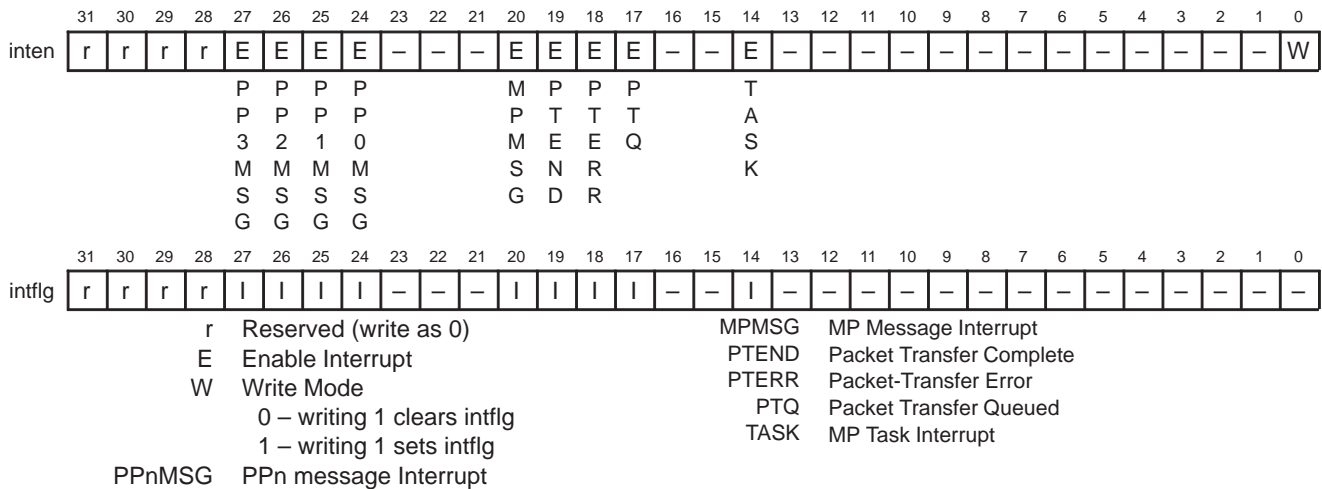 31 30 29 28 27 26 25 24 23 22 21 20 19 18 17 16 15 14 13 12 11 10 9 8 7 6 5 4 3 2 1 0
inten r r r r E E E E – – – E E E E – – E – – – – – – – – – – – – – W
P P P P M P P P T
P P P P P T T T A
3 2 1 0 M E E Q S
M M M M S N R K
S S S S G D R
G G G G
31 30 29 28 27 26 25 24 23 22 21 20 19 18 17 16 15 14 13 12 11 10 9 8 7 6 5 4 3 2 1 0
intflg r r r r I I I I – – – I I I I – – I – – – – – – – – – – – – – –
r Reserved (write as 0)
E Enable Interrupt
W Write Mode
0 – writing 1 clears intflg
1 – writing 1 sets intflg
PPnMSG PPn message Interrupt
MPMSG MP Message Interrupt
PTEND Packet Transfer Complete
PTERR Packet-Transfer Error
PTQ Packet Transfer Queued
TASK MP Task Interrupt